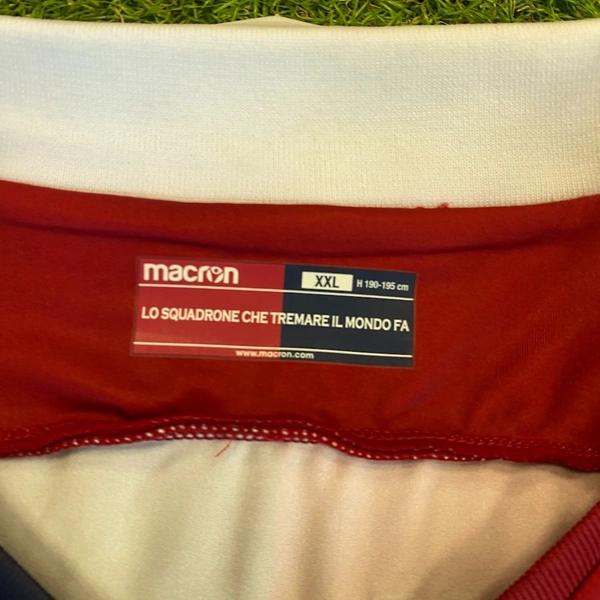 macron
XXL H 190-195 cm
LO SQUADRONE CHE TREMARE IL MONDO FA
www.macron.com